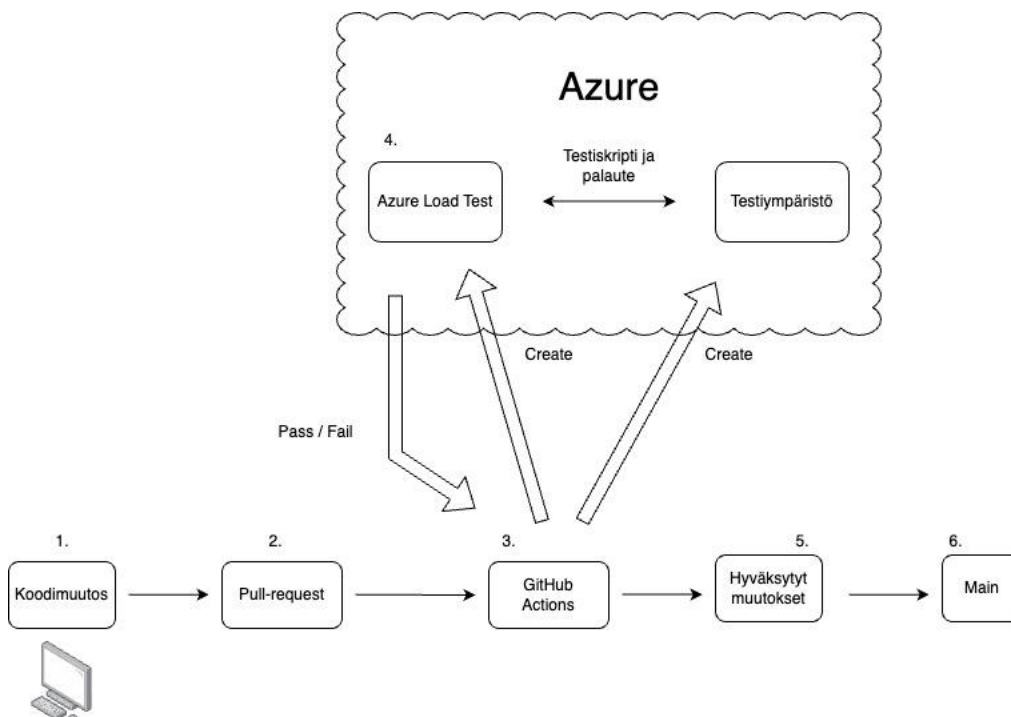 Azure
4.
Azure Load Test
Testiskripti ja
palaute
Testiympäristö
Create
Create
Pass / Fail
1.
2.
3.
5.
6.
Koodimuutos
Pull-request
GitHub
Actions
Hyväksytyt
muutokset
Main